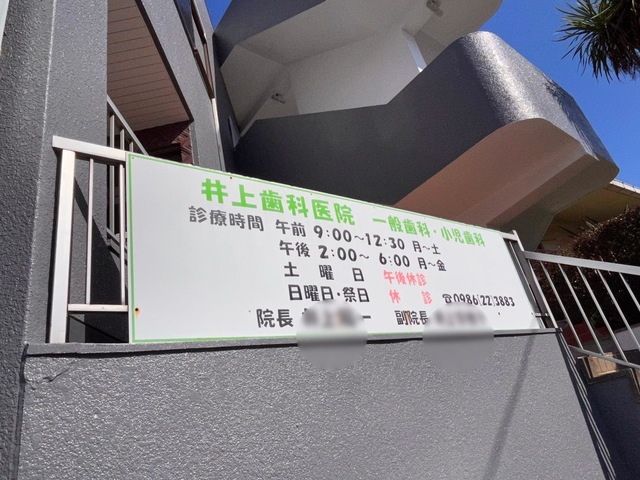 井上歯科医院 一般歯科・小児歯科
診療時間 午前 9:00～12:30 月～土
午後 2:00～ 6:00 月～金
土曜日 午後休診
日曜日・祭日 休診 ☎0986(22)3883
院長 一 副院長